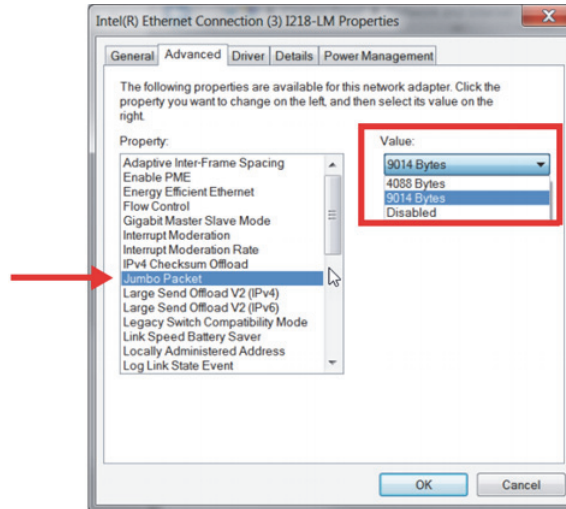 Intel(R) Ethernet Connection (3) I218-LM Properties
General Advanced Driver Details Power Management
The following properties are available for this network adapter. Click the
property you want to change on the left, and then select its value on the
right.
Property:
Value:
Adaptive Inter-Frame Spacing
Enable PME
Energy Efficient Ethernet
Flow Control
Gigabit Master Slave Mode
Interrupt Moderation
Interrupt Moderation Rate
IPv4 Checksum Offload
Jumbo Packet
Large Send Offload V2 (IPv4)
Large Send Offload V2 (IPv6)
Legacy Switch Compatibility Mode
Link Speed Battery Saver
Locally Administered Address
Log Link State Event
9014 Bytes
4088 Bytes
9014 Bytes
Disabled
OK Cancel